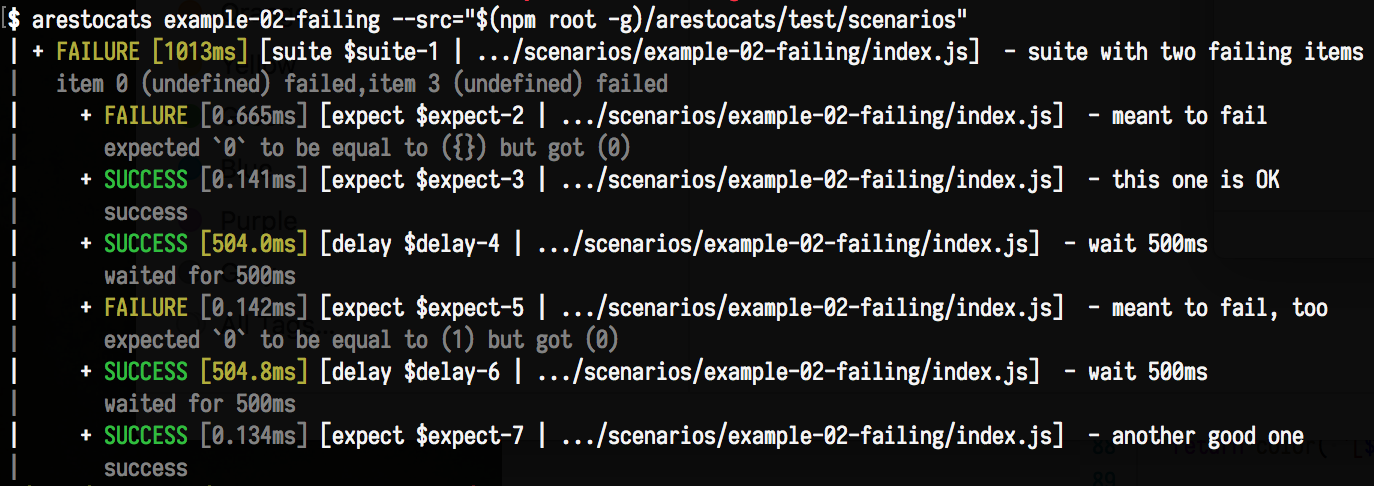 [$ arestocats example-02-failing --src="$(npm root -g)/arestocats/test/scenarios"
| + FAILURE [1013ms] [suite $suite-1 | .../scenarios/example-02-failing/index.js]  - suite with two failing items
|   item 0 (undefined) failed,item 3 (undefined) failed
|     + FAILURE [0.665ms] [expect $expect-2 | .../scenarios/example-02-failing/index.js]  - meant to fail
|       expected `0` to be equal to ({}) but got (0)
|     + SUCCESS [0.141ms] [expect $expect-3 | .../scenarios/example-02-failing/index.js]  - this one is OK
|       success
|     + SUCCESS [504.0ms] [delay $delay-4 | .../scenarios/example-02-failing/index.js]  - wait 500ms
|       waited for 500ms
|     + FAILURE [0.142ms] [expect $expect-5 | .../scenarios/example-02-failing/index.js]  - meant to fail, too
|       expected `0` to be equal to (1) but got (0)
|     + SUCCESS [504.8ms] [delay $delay-6 | .../scenarios/example-02-failing/index.js]  - wait 500ms
|       waited for 500ms
|     + SUCCESS [0.134ms] [expect $expect-7 | .../scenarios/example-02-failing/index.js]  - another good one
|       success